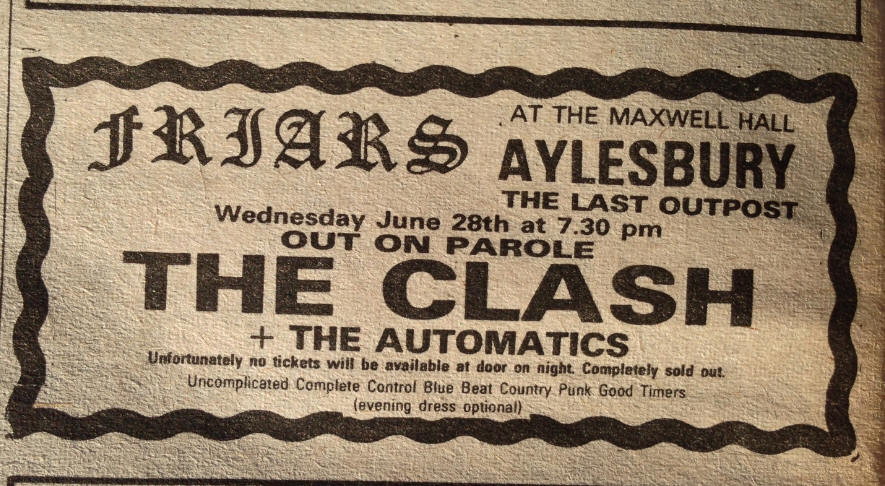 FRIARS
AT THE MAXWELL HALL
AYLESBURY
THE LAST OUTPOST
Wednesday June 28th at 7.30 pm
OUT ON PAROLE
THE CLASH
+ THE AUTOMATICS
Unfortunately no tickets will be available at door on night. Completely sold out.
Uncomplicated Complete Control Blue Beat Country Punk Good Timers
(evening dress optional)